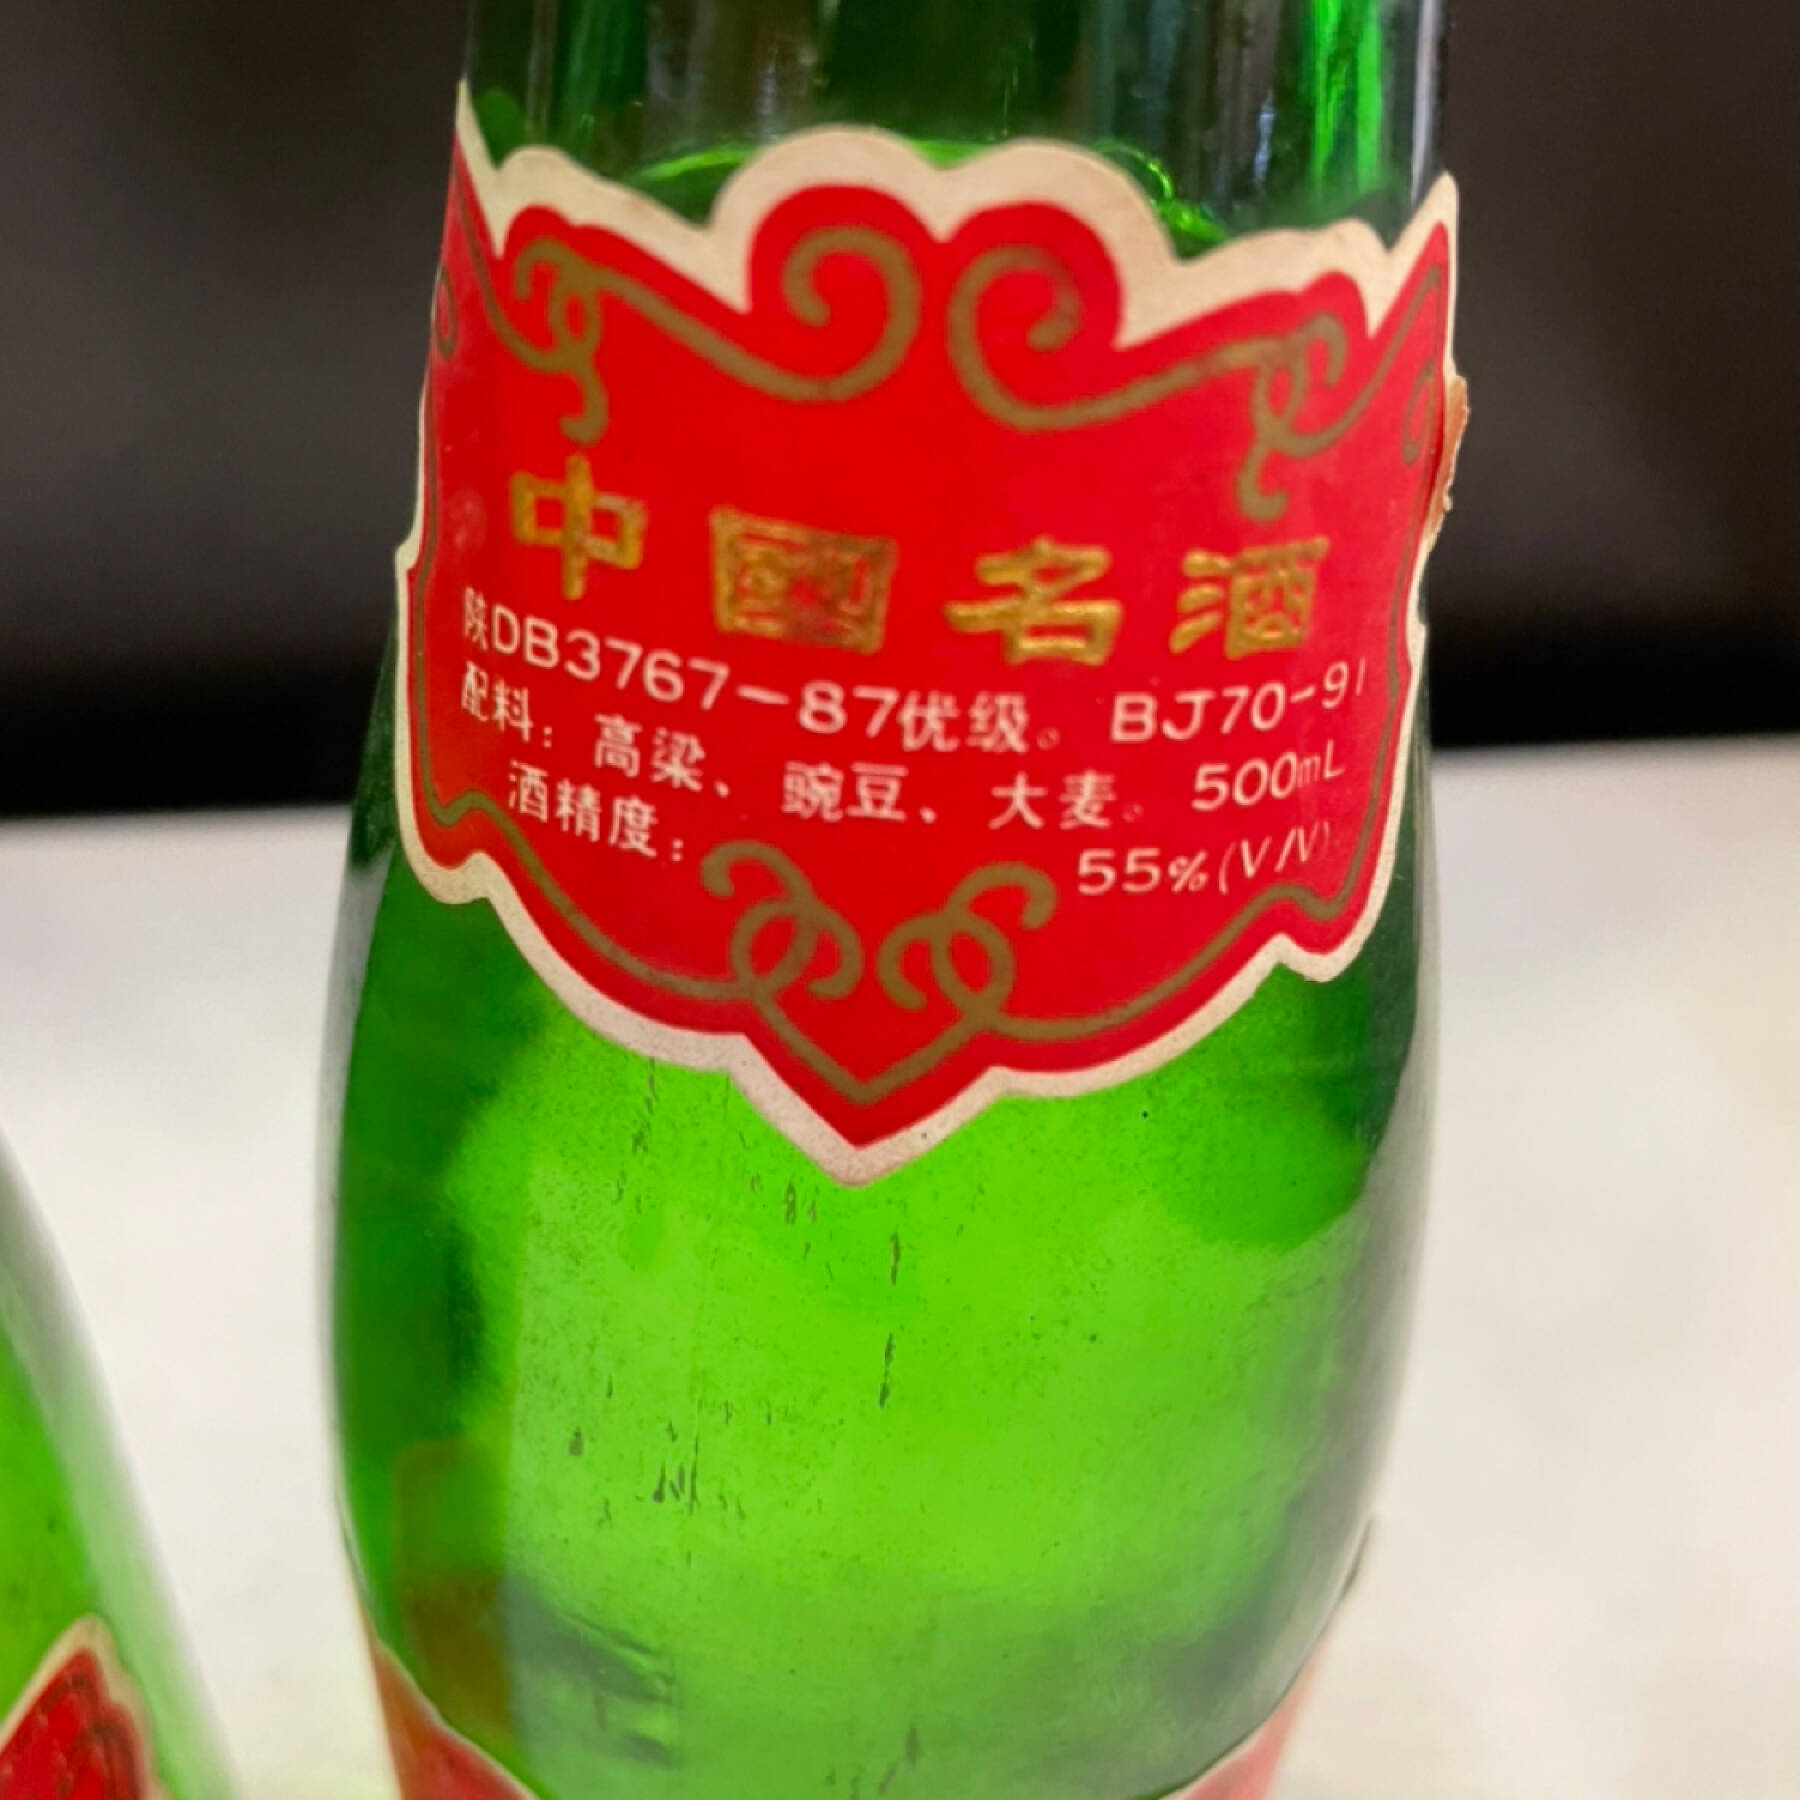 中國名酒
陕DB3767-87优级。 BJ70-91
配料: 高粱、豌豆、大麦。 500mL
酒精度: 55%(V/V)